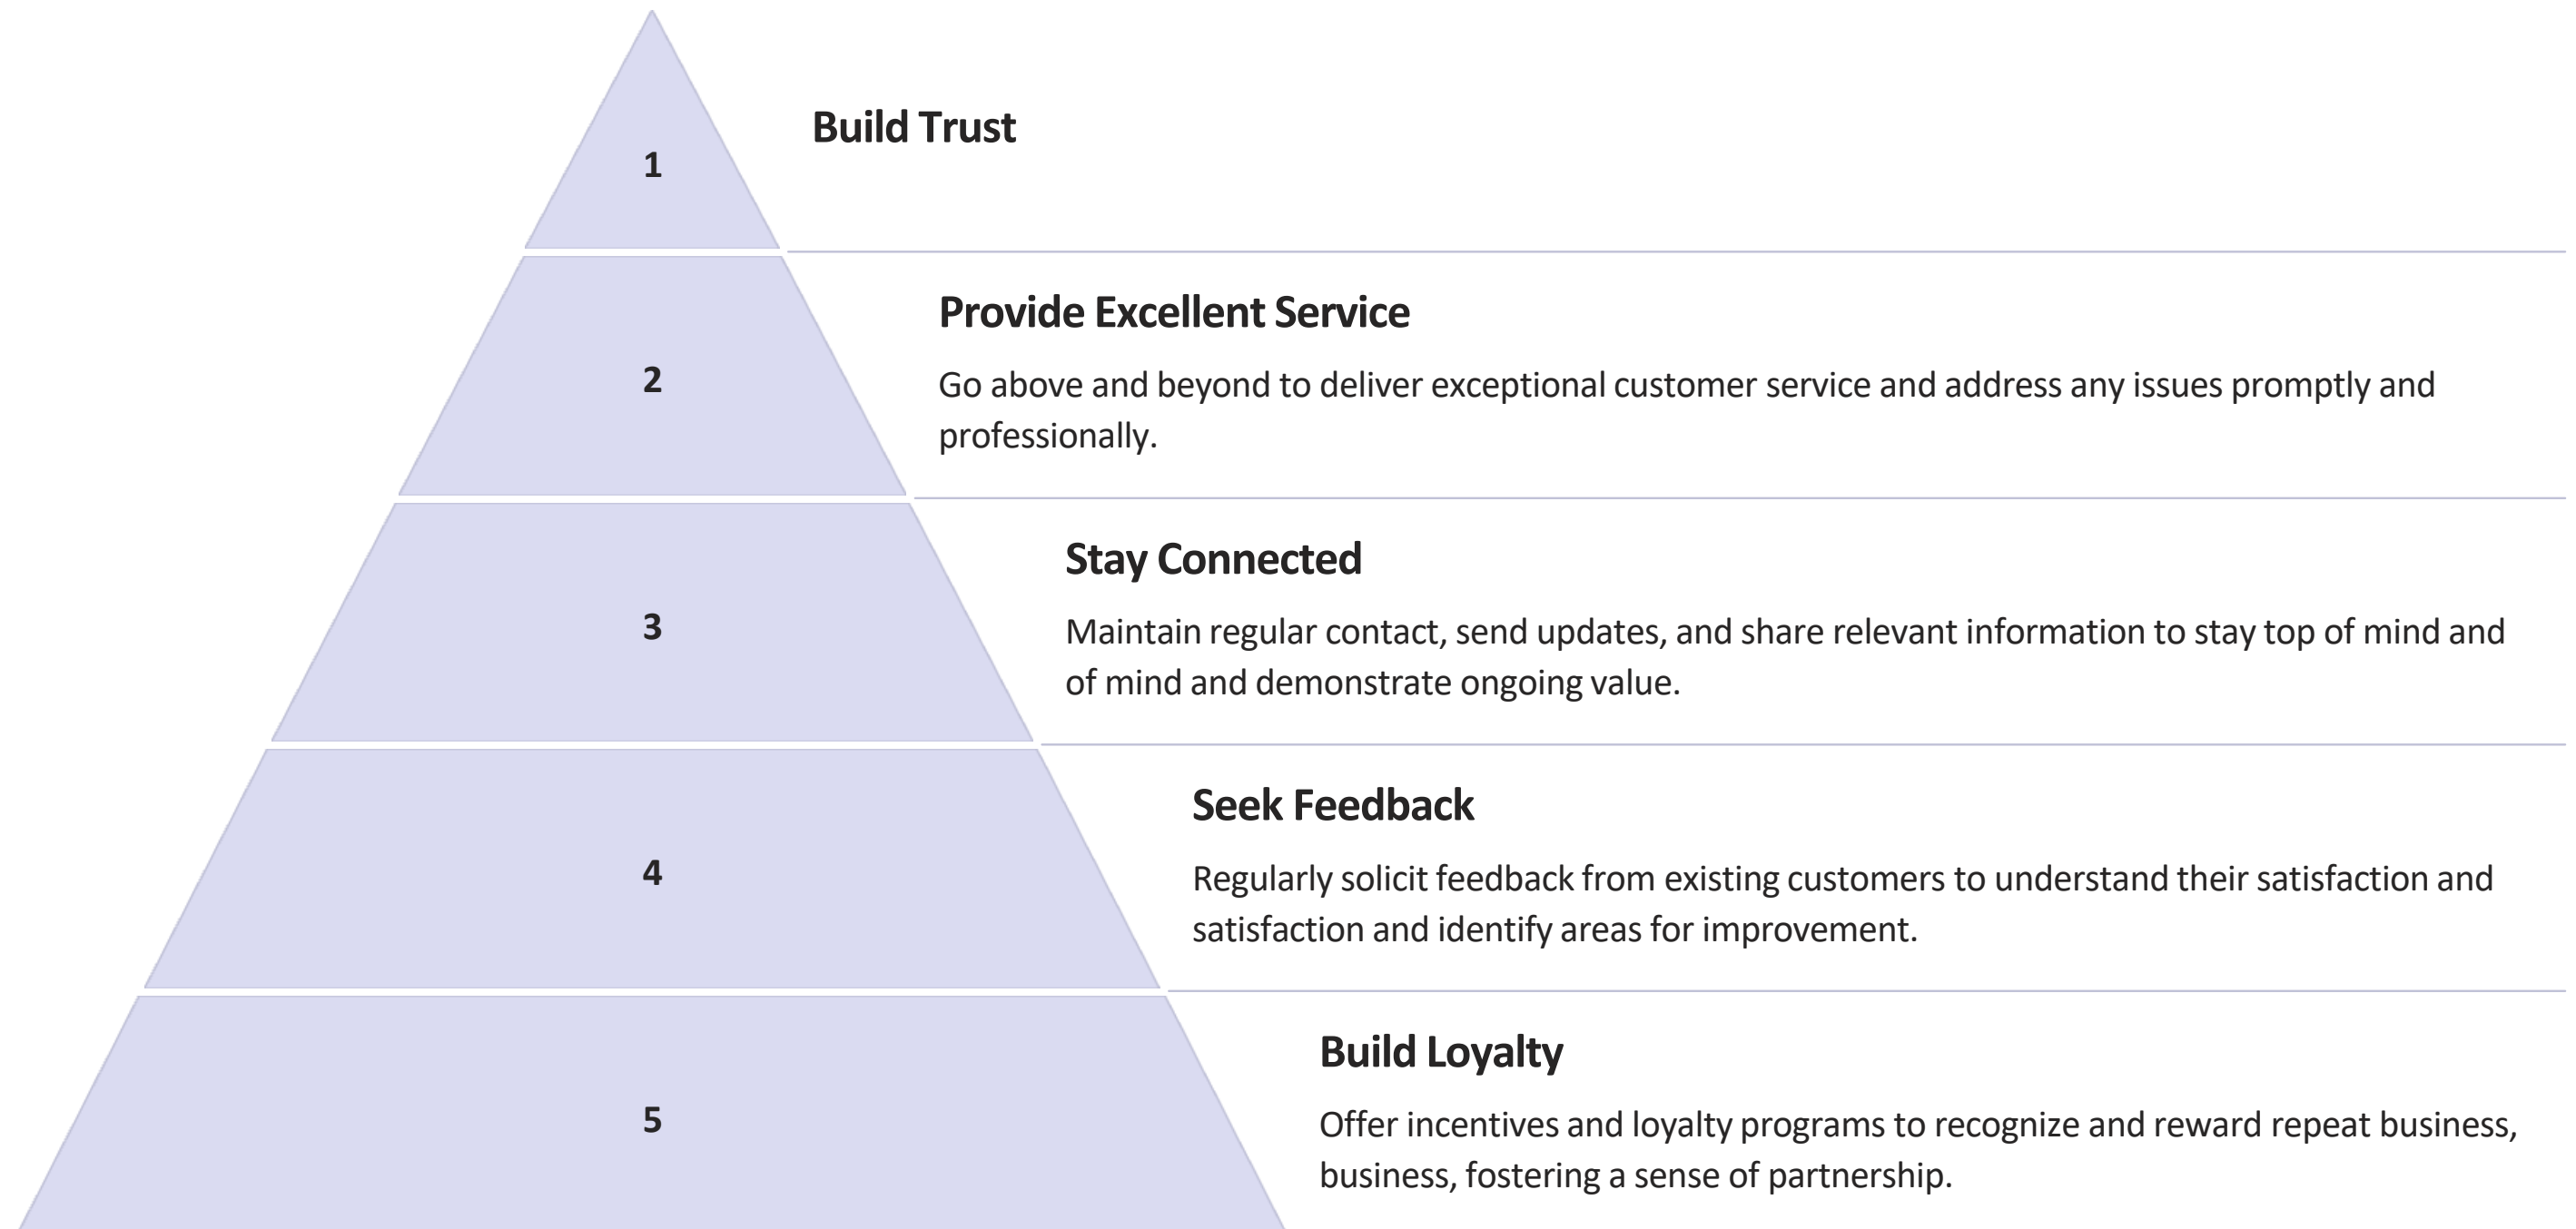 1
Build Trust
2
Provide Excellent Service
Go above and beyond to deliver exceptional customer service and address any issues promptly and
professionally.
3
Stay Connected
Maintain regular contact, send updates, and share relevant information to stay top of mind and
of mind and demonstrate ongoing value.
4
Seek Feedback
Regularly solicit feedback from existing customers to understand their satisfaction and
satisfaction and identify areas for improvement.
5
Build Loyalty
Offer incentives and loyalty programs to recognize and reward repeat business,
business, fostering a sense of partnership.